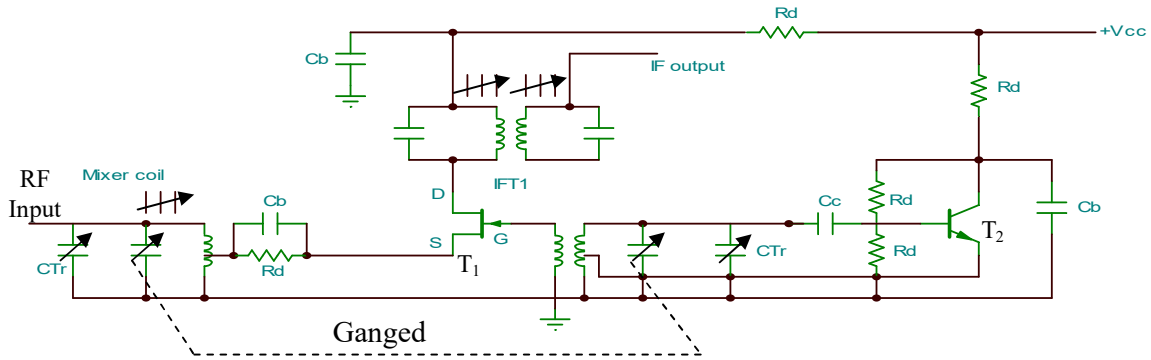 Rd
+Vcc
Cb
IF output
Rd
Mixer coil
RF
Input
IFT1
D
Cb
Cc
Rd
Cb
S
G
T2
CTr
Rd
T1
CTr
Rd
Ganged